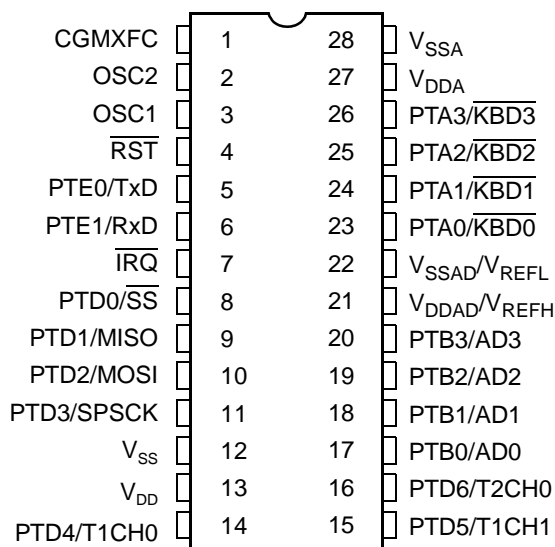 CGMXFC 1 28 VSSA
OSC2 2 27 VDDA
OSC1 3 26 PTA3/KBD3
RST 4 25 PTA2/KBD2
PTE0/TxD 5 24 PTA1/KBD1
PTE1/RxD 6 23 PTA0/KBD0
IRQ 7 22 VSSAD/VREFL
PTD0/SS 8 21 VDDAD/VREFH
PTD1/MISO 9 20 PTB3/AD3
PTD2/MOSI 10 19 PTB2/AD2
PTD3/SPSCK 11 18 PTB1/AD1
VSS 12 17 PTB0/AD0
VDD 13 16 PTD6/T2CH0
PTD4/T1CH0 14 15 PTD5/T1CH1